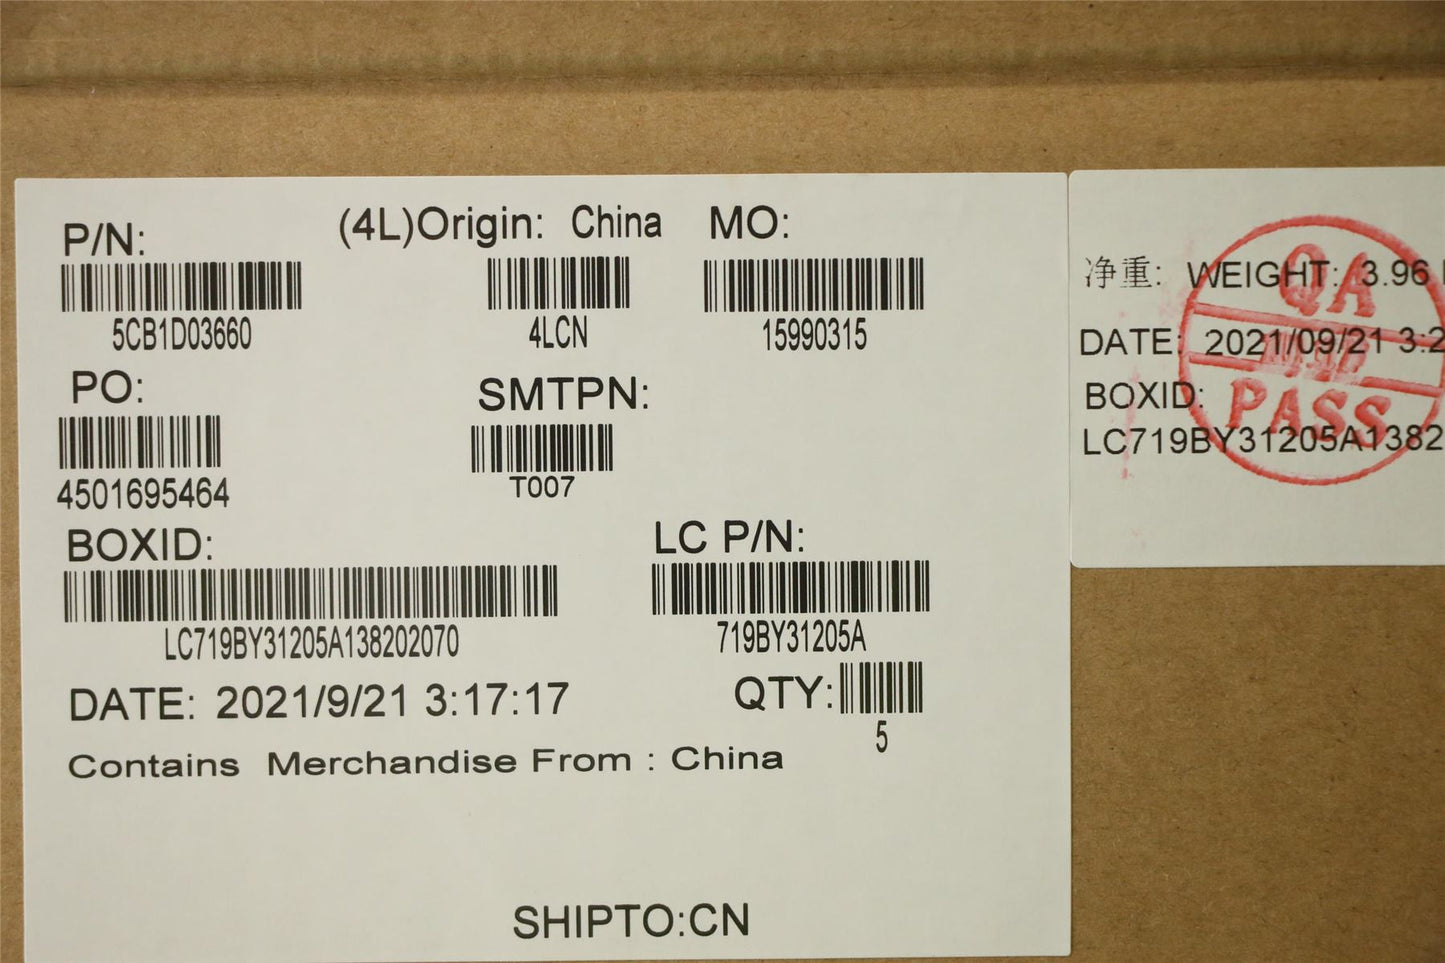 P/N:
(4L)Origin: China
MO:
5CB1D03660
4LCN
15990315
PO:
SMTPN:
4501695464
T007
BOXID:
LC P/N:
LC719BY31205A138202070
719BY31205A
DATE: 2021/9/21 3:17:17
QTY:
5
Contains Merchandise From : China
SHIPTO:CN
净重: WEIGHT: 3.96
DATE: 2021/09/21 3:2
BOXID:
LC719BY31205A1382
QA
PASS